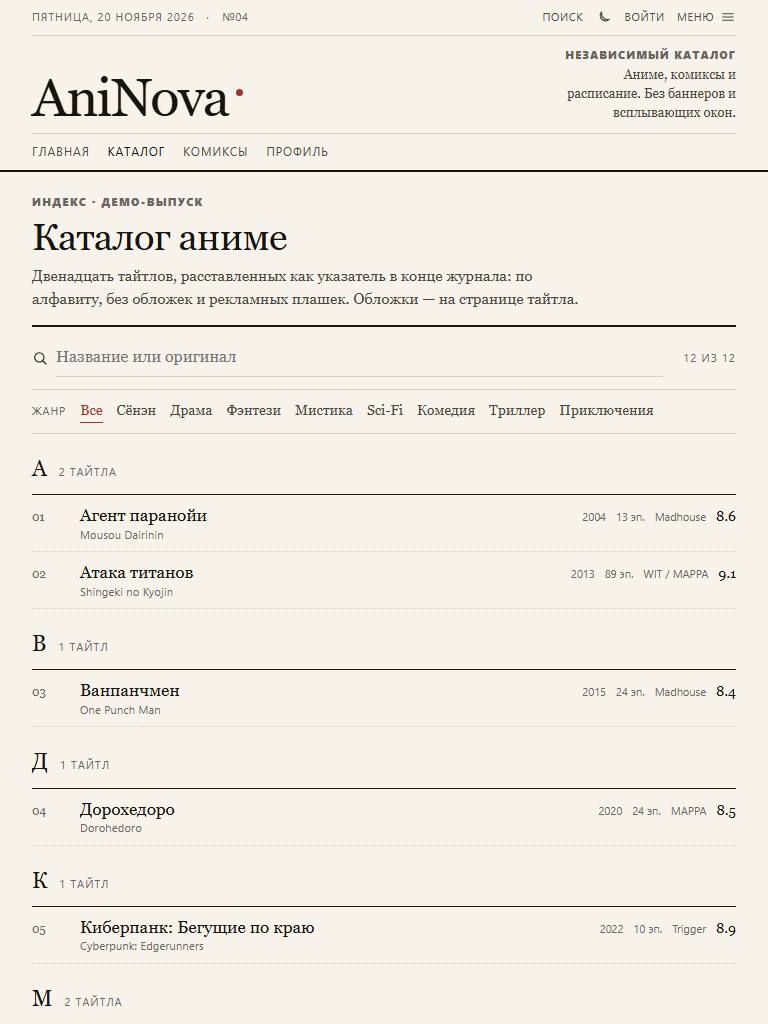 ПЯТНИЦА, 20 НОЯБРЯ 2026 · №04
ПОИСК ВОЙТИ МЕНЮ
НЕЗАВИСИМЫЙ КАТАЛОГ
Аниме, комиксы и
расписание. Без баннеров и
всплывающих окон.
AniNova
ГЛАВНАЯ КАТАЛОГ КОМИКСЫ ПРОФИЛЬ
ИНДЕКС · ДЕМО-ВЫПУСК
Каталог аниме
Двенадцать тайтлов, расставленных как указатель в конце журнала: по
алфавиту, без обложек и рекламных плашек. Обложки — на странице тайтла.
Название или оригинал 12 ИЗ 12
ЖАНР Все Сёнэн Драма Фэнтези Мистика Sci-Fi Комедия Триллер Приключения
А 2 ТАЙТЛА
01 Агент паранойи 2004 13 эп. Madhouse 8.6
Mousou Dairinin
02 Атака титанов 2013 89 эп. WIT / MAPPA 9.1
Shingeki no Kyojin
В 1 ТАЙТЛ
03 Ванпанчмен 2015 24 эп. Madhouse 8.4
One Punch Man
Д 1 ТАЙТЛ
04 Дорохедоро 2020 24 эп. MAPPA 8.5
Dorohedoro
К 1 ТАЙТЛ
05 Киберпанк: Бегущие по краю 2022 10 эп. Trigger 8.9
Cyberpunk: Edgerunners
М 2 ТАЙТЛА